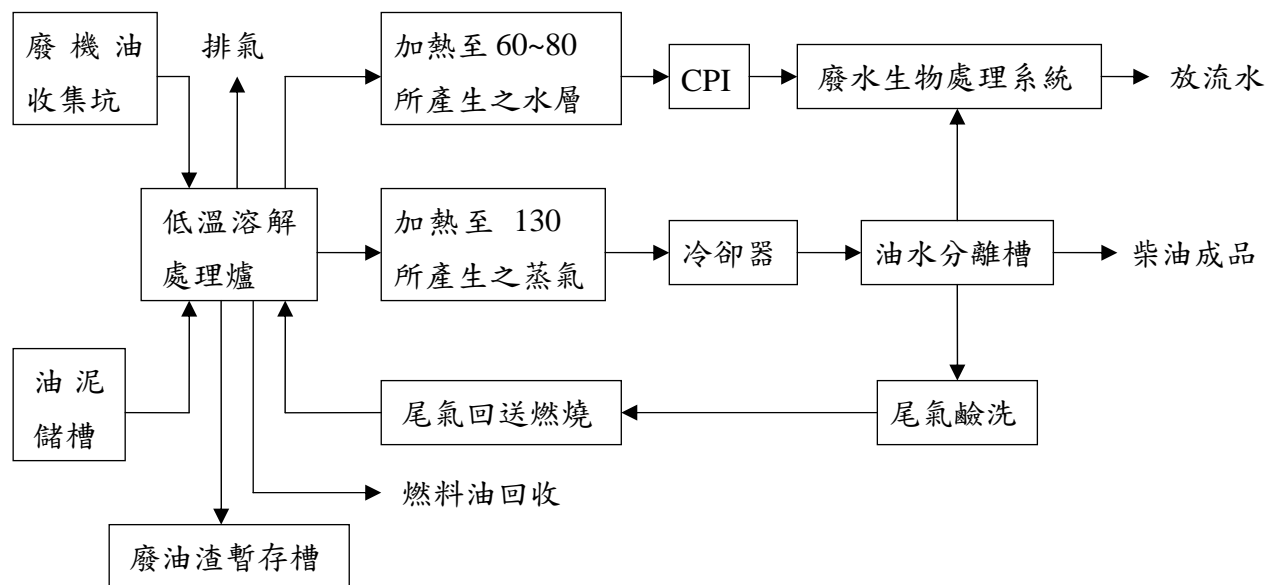 廢機油
收集坑
排氣
加熱至 60~80
所產生之水層
CPI
廢水生物處理系統
放流水
低溫溶解
處理爐
加熱至 130
所產生之蒸氣
冷卻器
油水分離槽
柴油成品
油泥
儲槽
尾氣回送燃燒
尾氣鹼洗
燃料油回收
廢油渣暫存槽